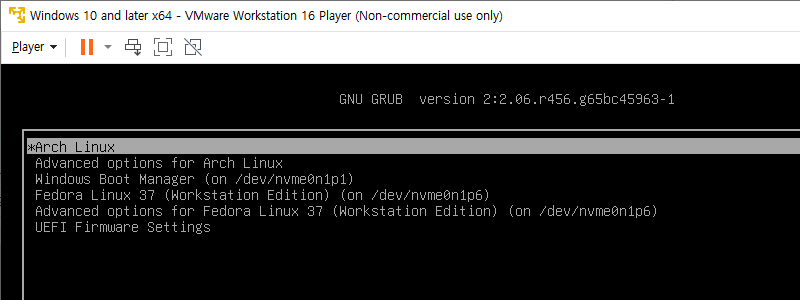 Windows 10 and later x64 - VMware Workstation 16 Player (Non-commercial use only)
Player
GNU GRUB  version 2:2.06.r456.g65bc45963-1
*Arch Linux
Advanced options for Arch Linux
Windows Boot Manager (on /dev/nvme0n1p1)
Fedora Linux 37 (Workstation Edition) (on /dev/nvme0n1p6)
Advanced options for Fedora Linux 37 (Workstation Edition) (on /dev/nvme0n1p6)
UEFI Firmware Settings